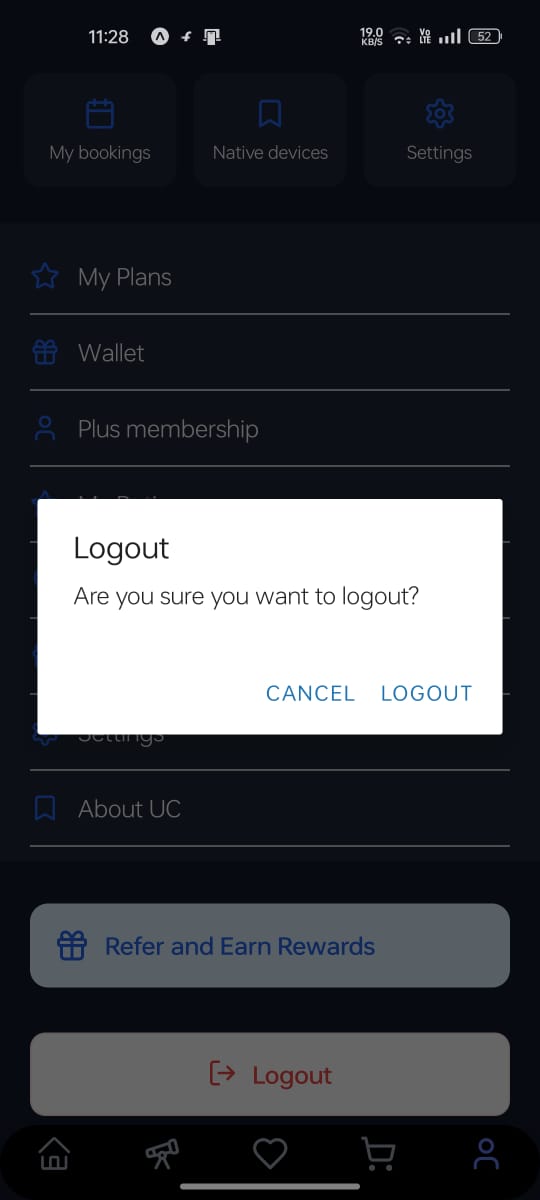 11:28
19.0 KB/S
Vo LTE
52
My bookings
Native devices
Settings
My Plans
Wallet
Plus membership
Logout
Are you sure you want to logout?
CANCEL LOGOUT
Settings
About UC
Refer and Earn Rewards
Logout